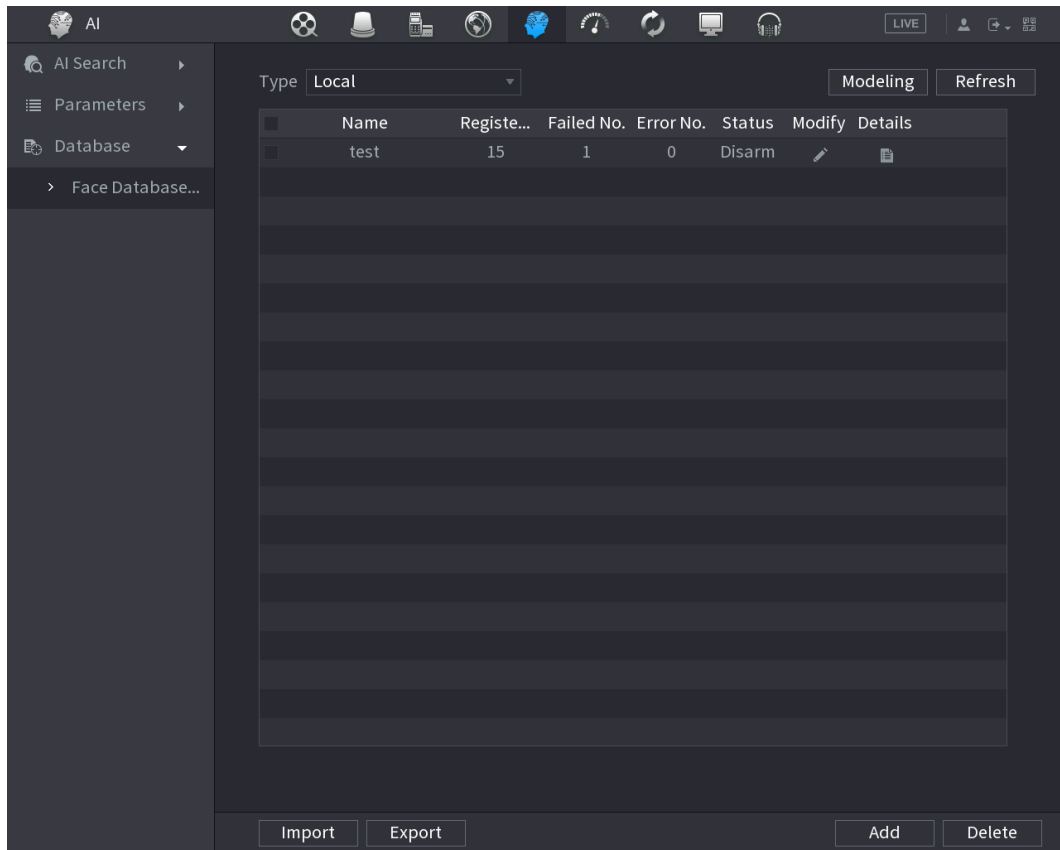 AI
LIVE
AI Search
Parameters
Database
Face Database...
Type Local
Modeling Refresh
Name Registe... Failed No. Error No. Status Modify Details
test 15 1 0 Disarm
Import Export Add Delete